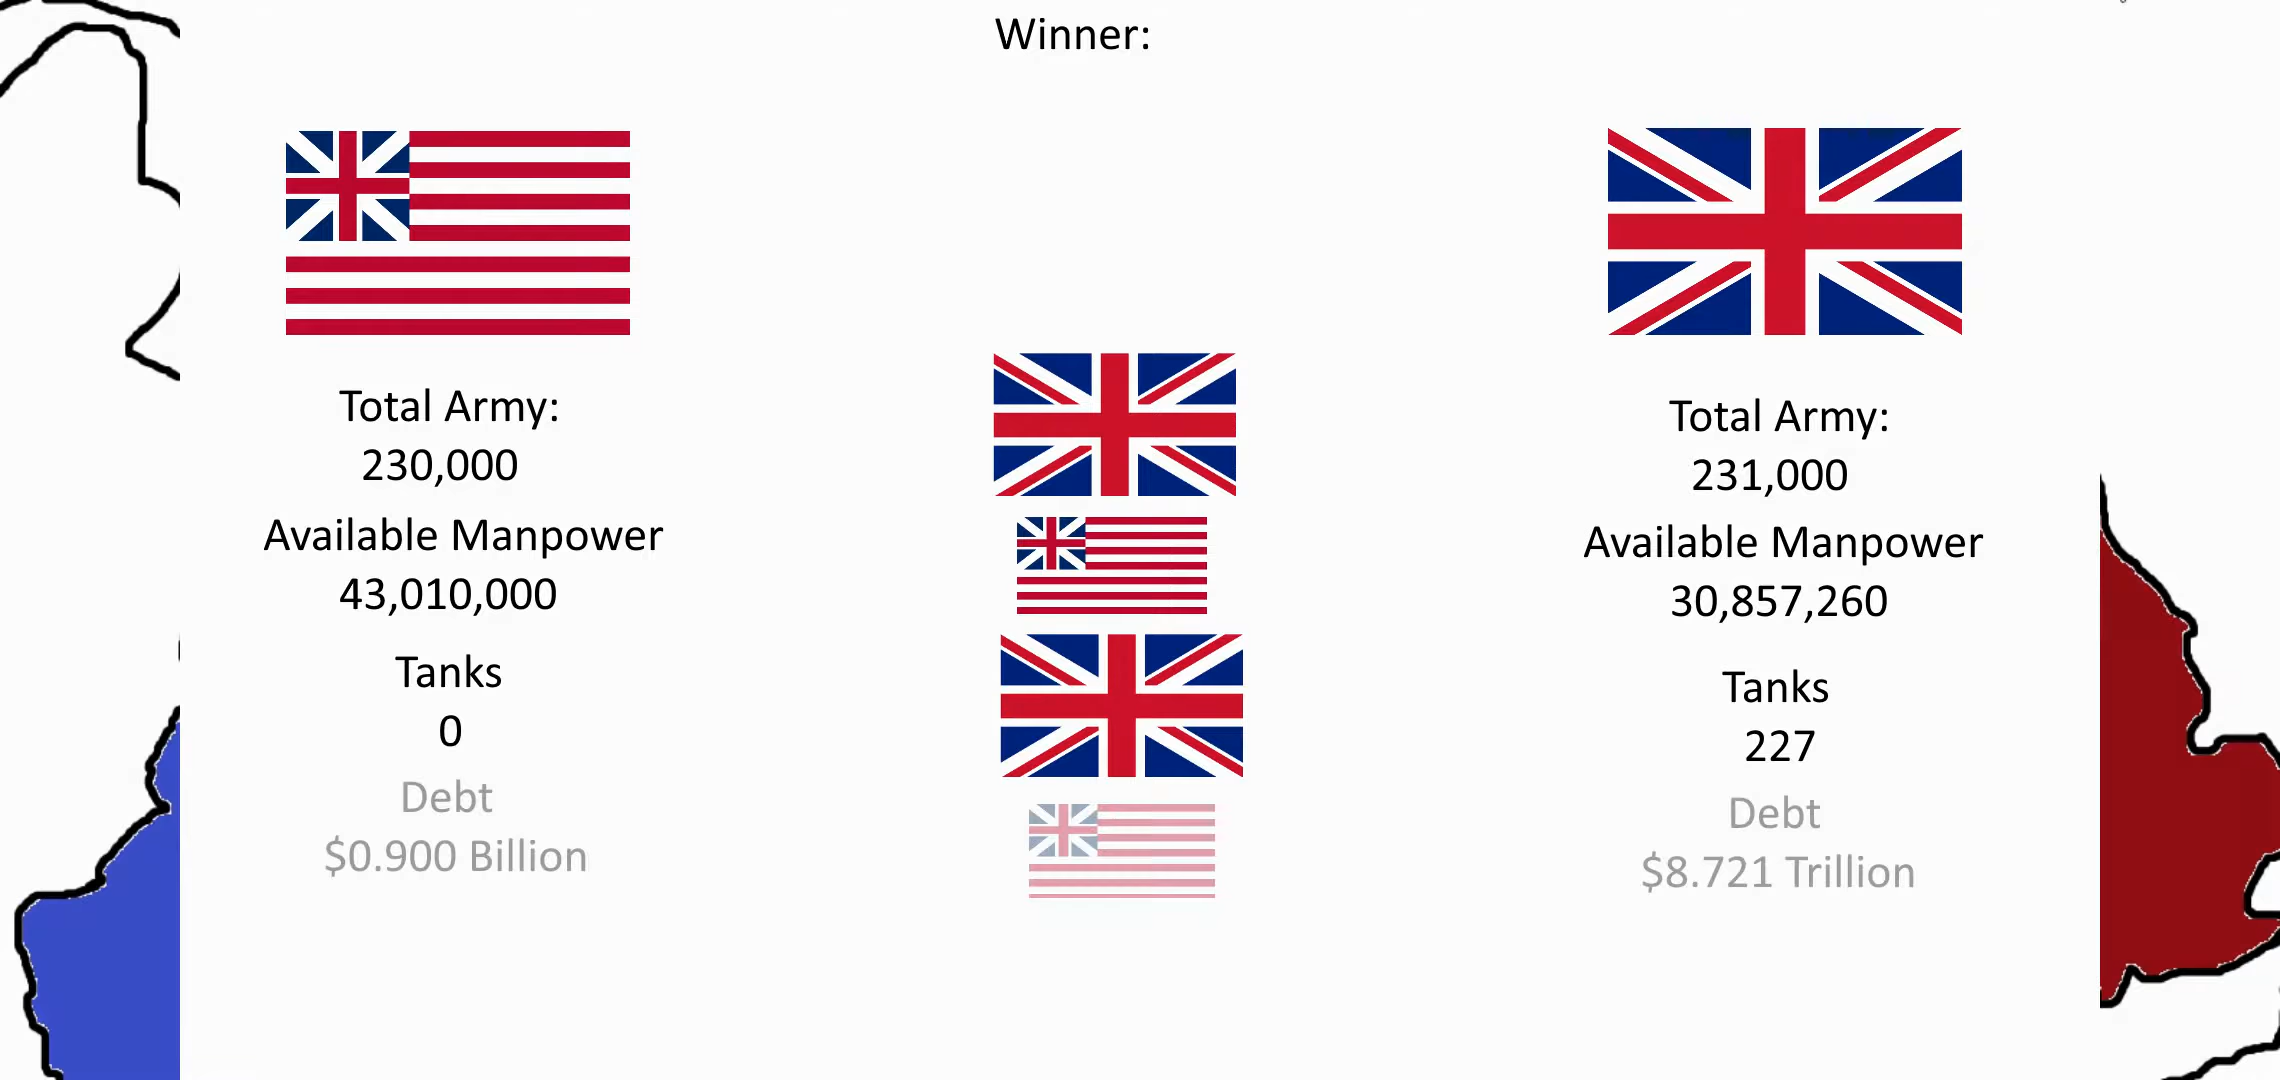 Winner:
Total Army:
230,000
Available Manpower
43,010,000
Tanks
0
Debt
$0.900 Billion
Total Army:
231,000
Available Manpower
30,857,260
Tanks
227
Debt
$8.721 Trillion